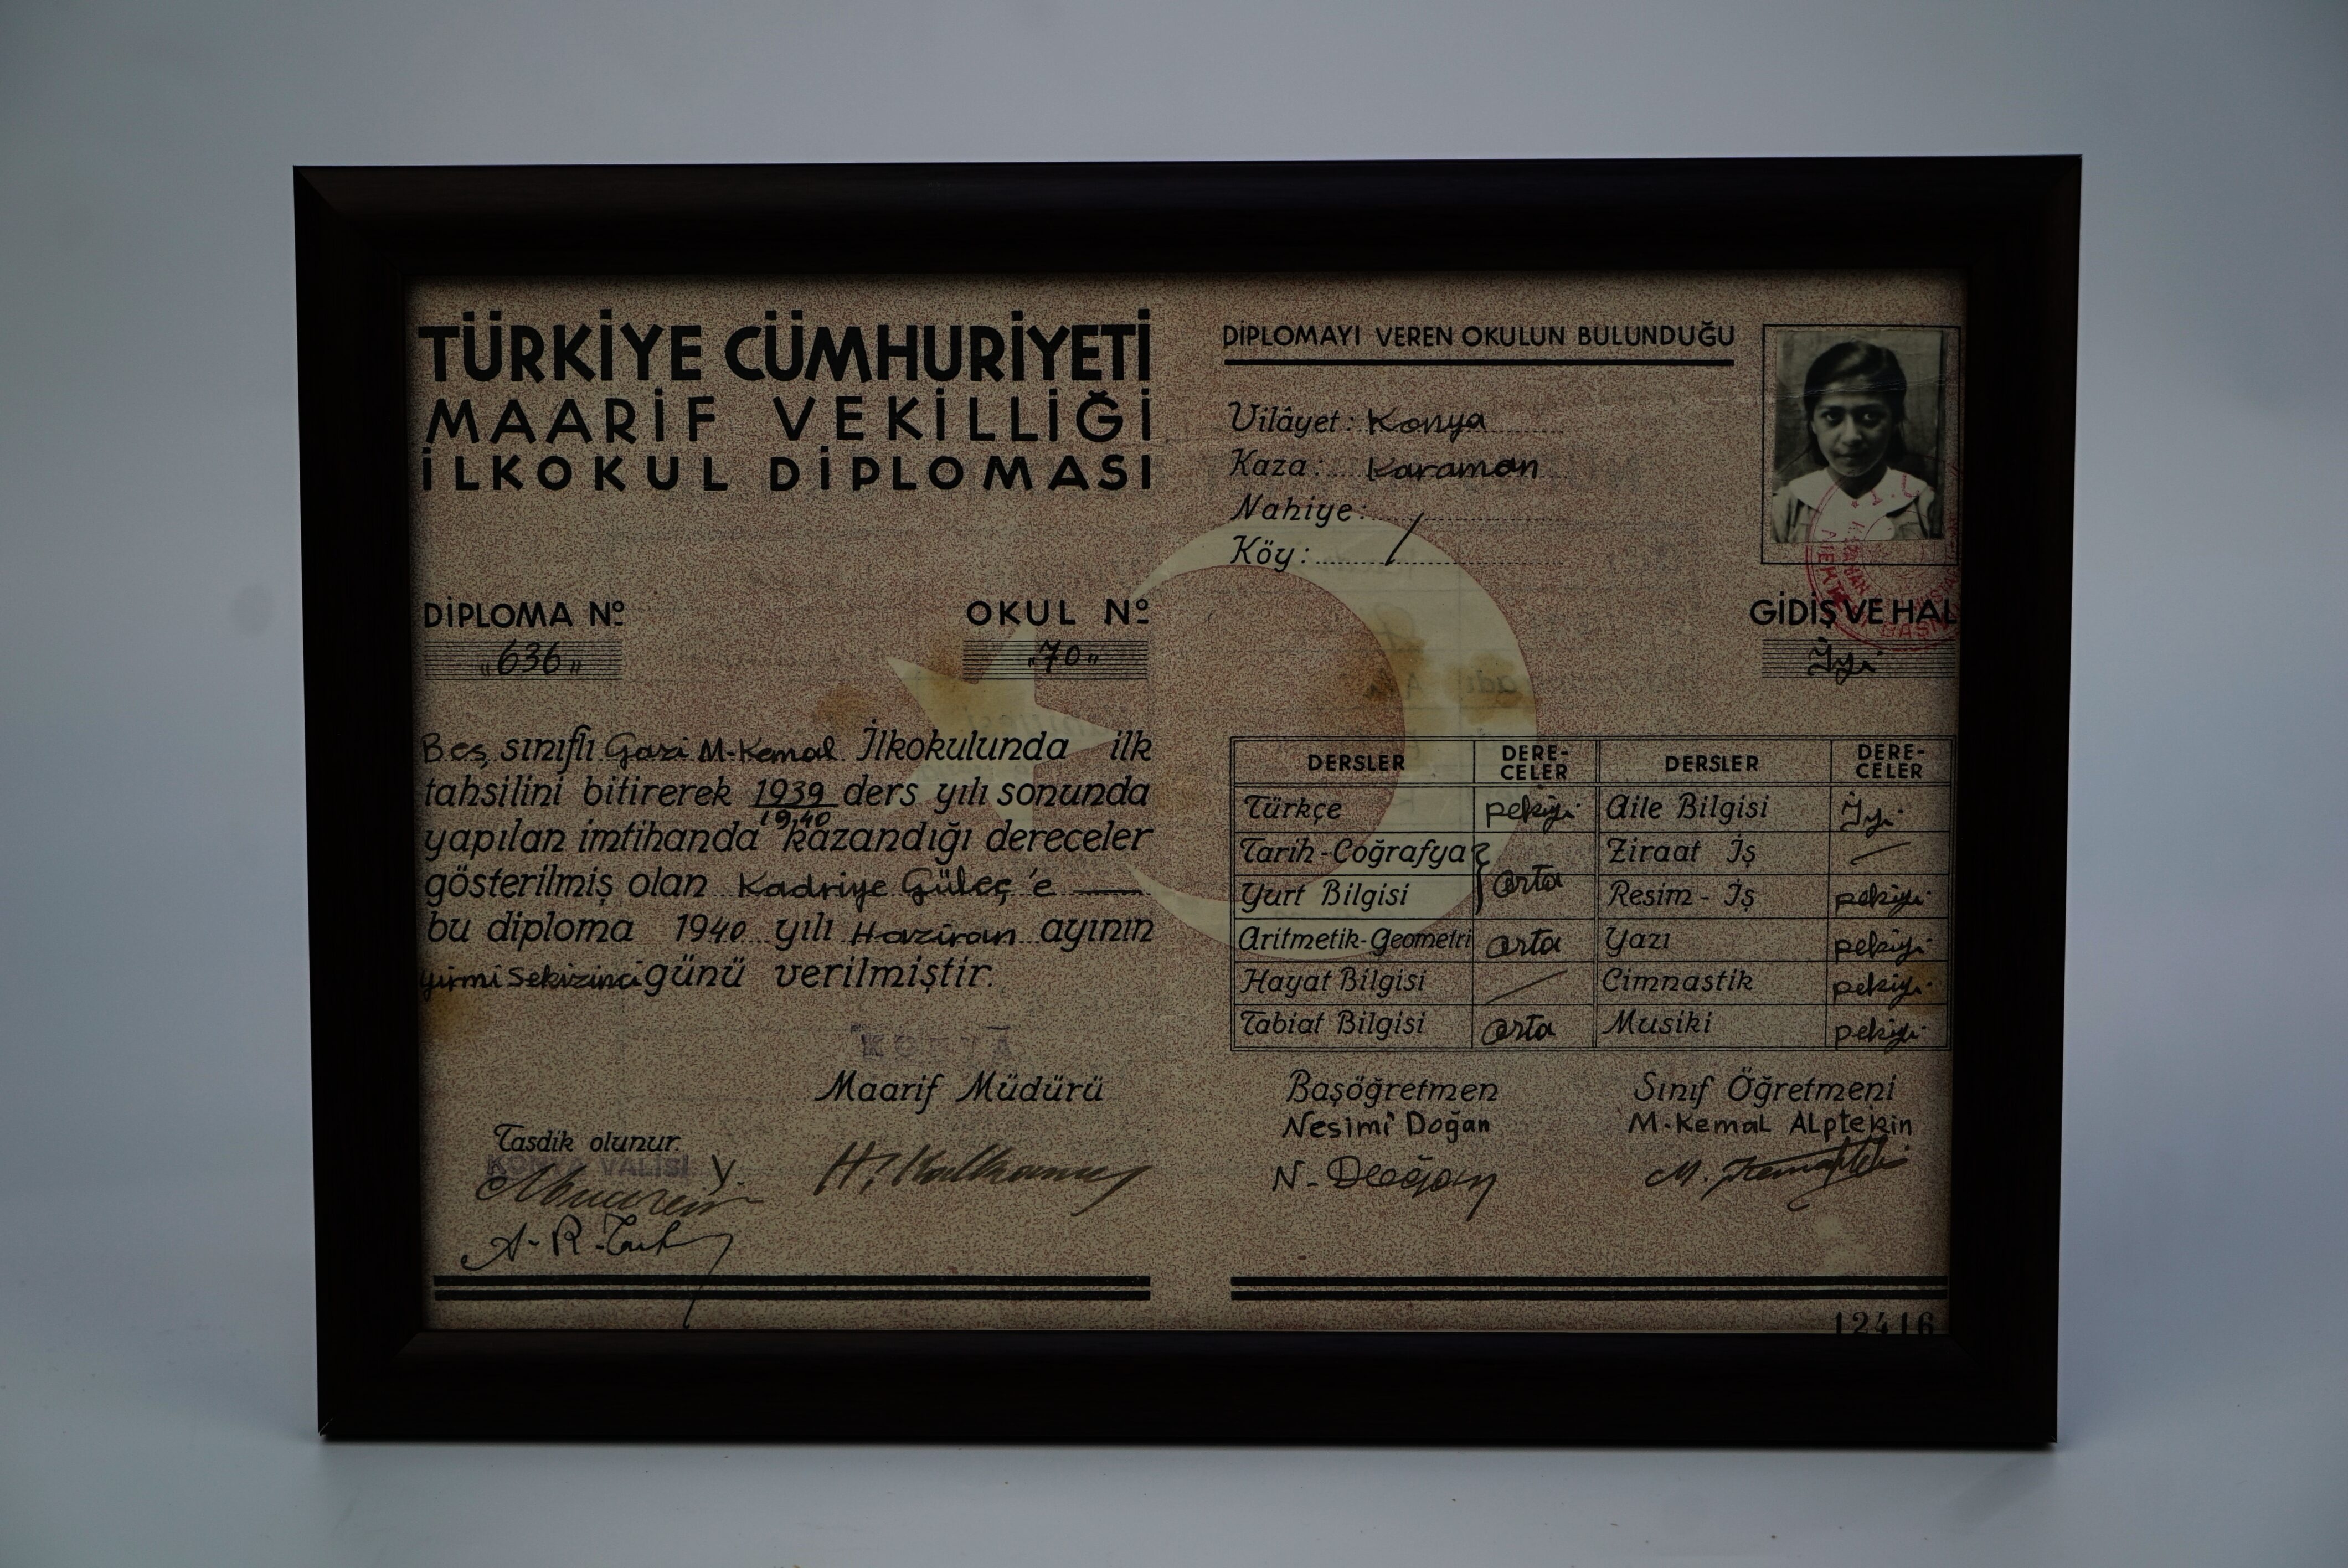 TÜRKİYE CÜMHURİYETİ
MAARİF VEKİLLİĞİ
İLKOKUL DİPLOMASI
DİPLOMA Nº
"636"
OKUL Nº
"70"
Beş sınıflı Gazi M-Kemal İlkokulunda ilk
tahsilini bitirerek 1939 ders yılı sonunda
1940
yapılan imtihanda kazandığı dereceler
gösterilmiş olan Kadriye Güleç'e
bu diploma 1940 yılı Haziran ayının
yirmi Sekizinci günü verilmiştir.
KONYA
Maarif Müdürü
Tasdik olunur.
KONYA VALİSİ
Y.
A-R-
DİPLOMAYI VEREN OKULUN BULUNDUĞU
Vilâyet: Konya
Kaza: Karaman
Nahiye:
Köy:
GİDİŞ VE HAL
İyi
DERSLER DERE-CELER DERSLER DERE-CELER
Türkçe pekiyi Aile Bilgisi İyi
Tarih-Coğrafya Ziraat İş
Yurt Bilgisi orta Resim-İş pekiyi
Aritmetik-Geometri orta Yazı pekiyi
Hayat Bilgisi Cimnastik pekiyi
Tabiat Bilgisi orta Musiki pekiyi
Başöğretmen
Nesimi Doğan
N-Doğan
Sınıf Öğretmeni
M-Kemal Alptekin
12416